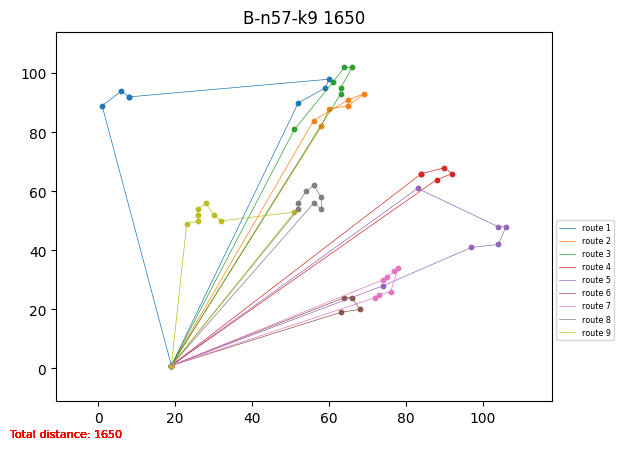 B-n57-k9 1650
100
80
60
40
20
0
0 20 40 60 80 100
route 1
route 2
route 3
route 4
route 5
route 6
route 7
route 8
route 9
Total distance: 1650